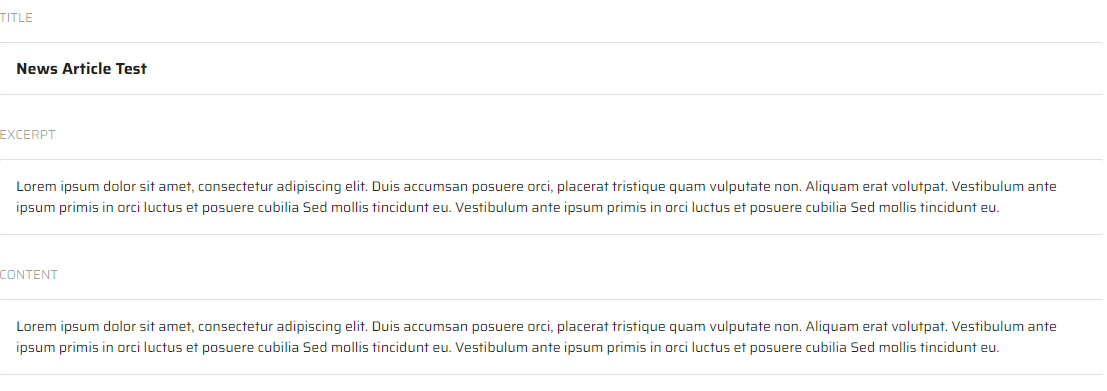 TITLE
News Article Test
EXCERPT
Lorem ipsum dolor sit amet, consectetur adipiscing elit. Duis accumsan posuere orci, placerat tristique quam vulputate non. Aliquam erat volutpat. Vestibulum ante
ipsum primis in orci luctus et posuere cubilia Sed mollis tincidunt eu. Vestibulum ante ipsum primis in orci luctus et posuere cubilia Sed mollis tincidunt eu.
CONTENT
Lorem ipsum dolor sit amet, consectetur adipiscing elit. Duis accumsan posuere orci, placerat tristique quam vulputate non. Aliquam erat volutpat. Vestibulum ante
ipsum primis in orci luctus et posuere cubilia Sed mollis tincidunt eu. Vestibulum ante ipsum primis in orci luctus et posuere cubilia Sed mollis tincidunt eu.